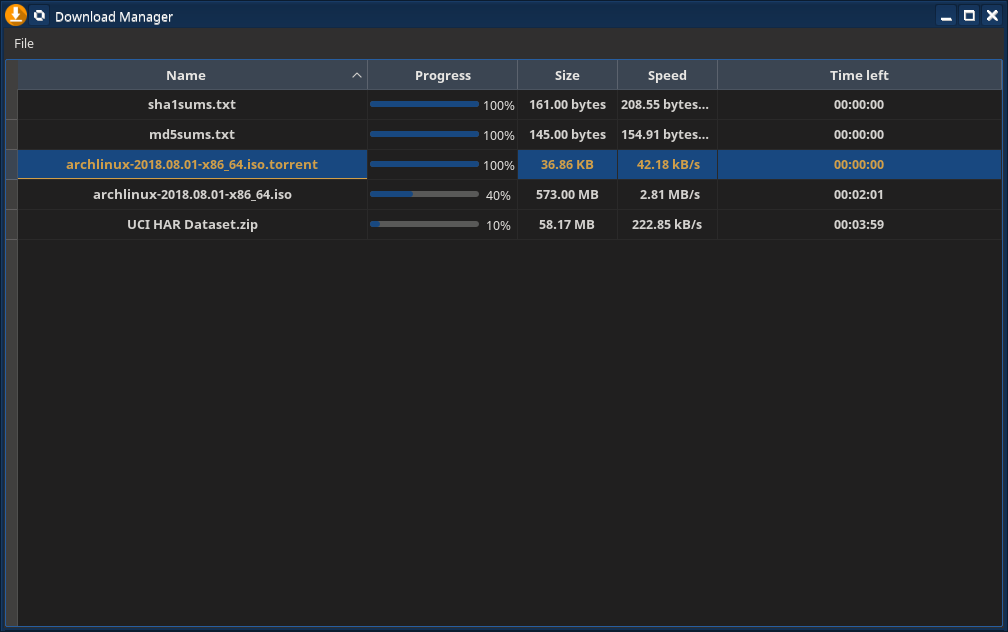 Download Manager
File
Name Progress Size Speed Time left
sha1sums.txt 100% 161.00 bytes 208.55 bytes... 00:00:00
md5sums.txt 100% 145.00 bytes 154.91 bytes... 00:00:00
archlinux-2018.08.01-x86_64.iso.torrent 100% 36.86 KB 42.18 kB/s 00:00:00
archlinux-2018.08.01-x86_64.iso 40% 573.00 MB 2.81 MB/s 00:02:01
UCI HAR Dataset.zip 10% 58.17 MB 222.85 kB/s 00:03:59